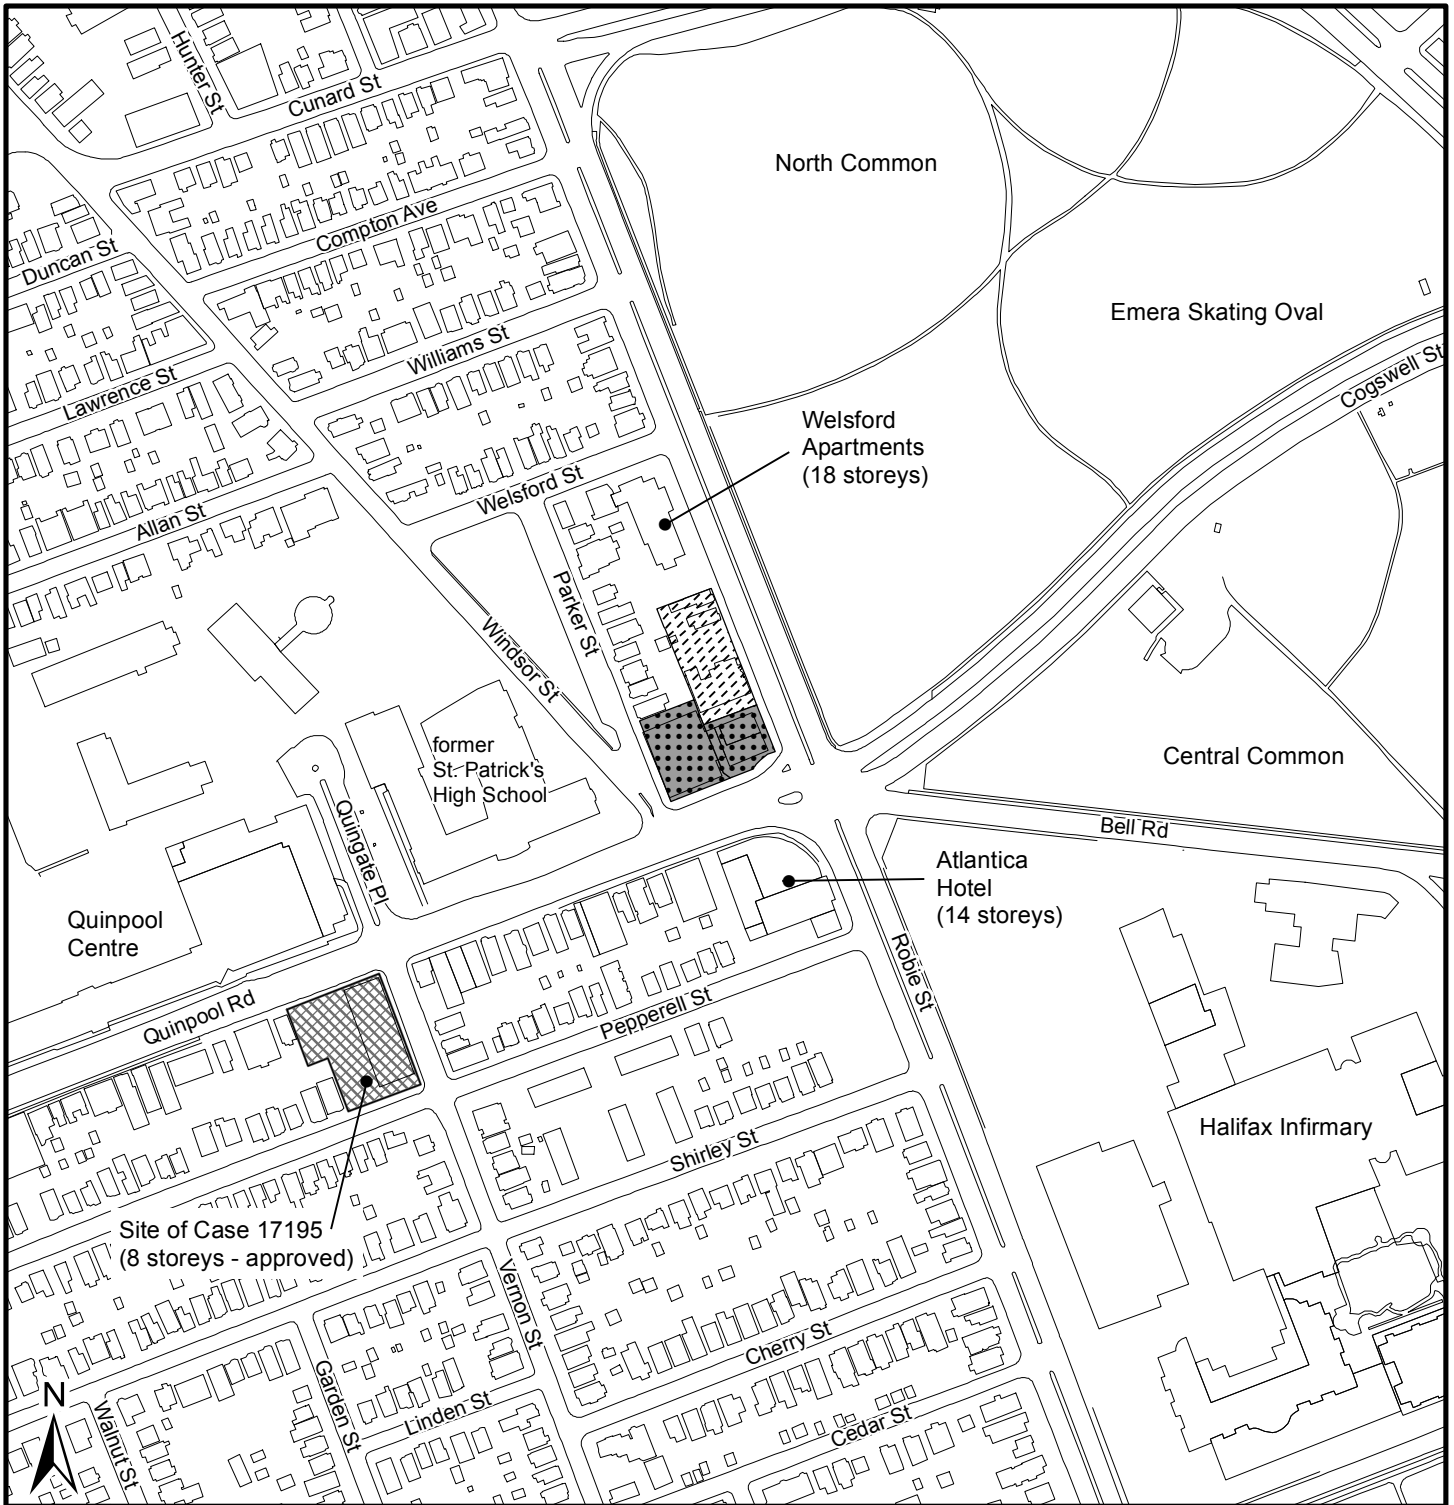 Hunter St
Cunard St
North Common
Compton Ave
Duncan St
Emera Skating Oval
Williams St
Cogswell St
Lawrence St
Welsford
Apartments
(18 storeys)
Welsford St
Allan St
Parker St
Windsor St
former
St. Patrick's
High School
Central Common
Quingate Pl
Bell Rd
Atlantica
Hotel
(14 storeys)
Quinpool
Centre
Robie St
Quinpool Rd
Pepperell St
Halifax Infirmary
Shirley St
Site of Case 17195
(8 storeys - approved)
Vernon St
Cherry St
Garden St
N
Linden St
Walnut St
Cedar St